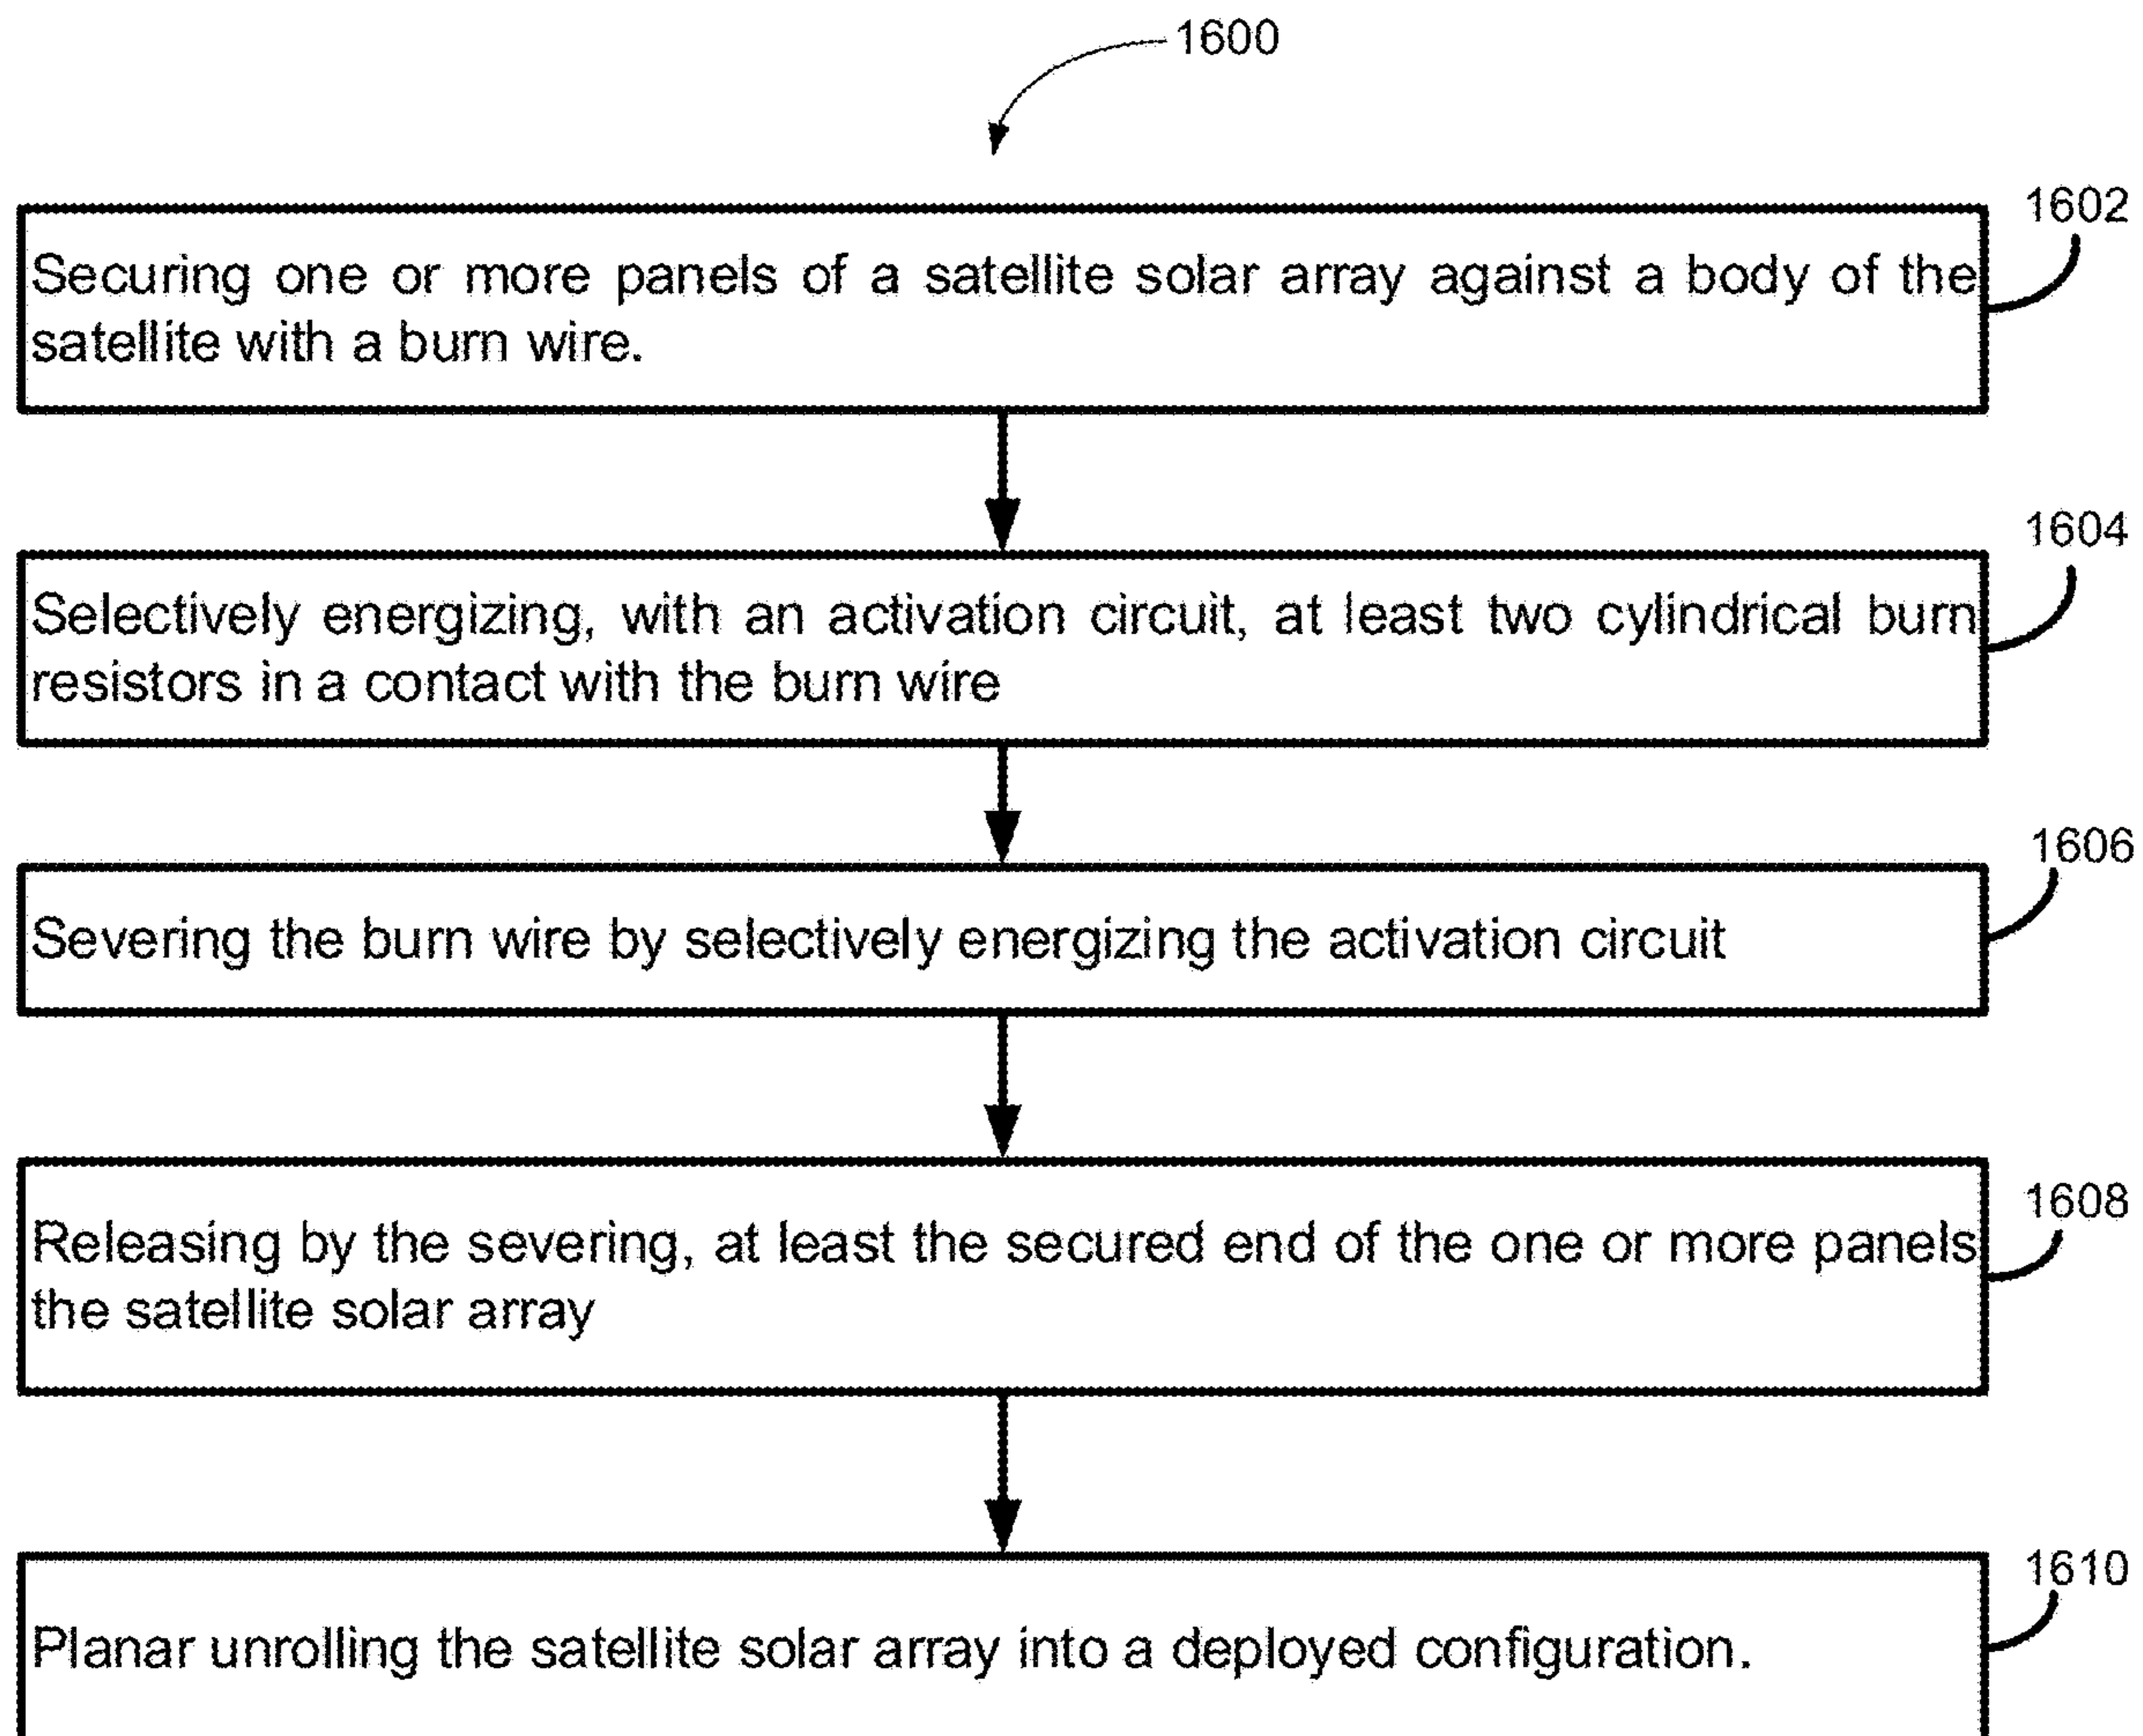 1600
1602
Securing one or more panels of a satellite solar array against a body of the
satellite with a burn wire.
1604
Selectively energizing, with an activation circuit, at least two cylindrical burn
resistors in a contact with the burn wire
1606
Severing the burn wire by selectively energizing the activation circuit
1608
Releasing by the severing, at least the secured end of the one or more panels
the satellite solar array
1610
Planar unrolling the satellite solar array into a deployed configuration.